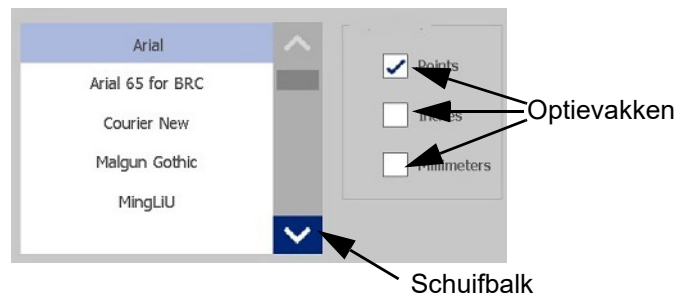 Arial
Arial 65 for BRC
Courier New
Malgun Gothic
MingLiU
Points
Inches
Millimeters
Optievakken
Schuifbalk